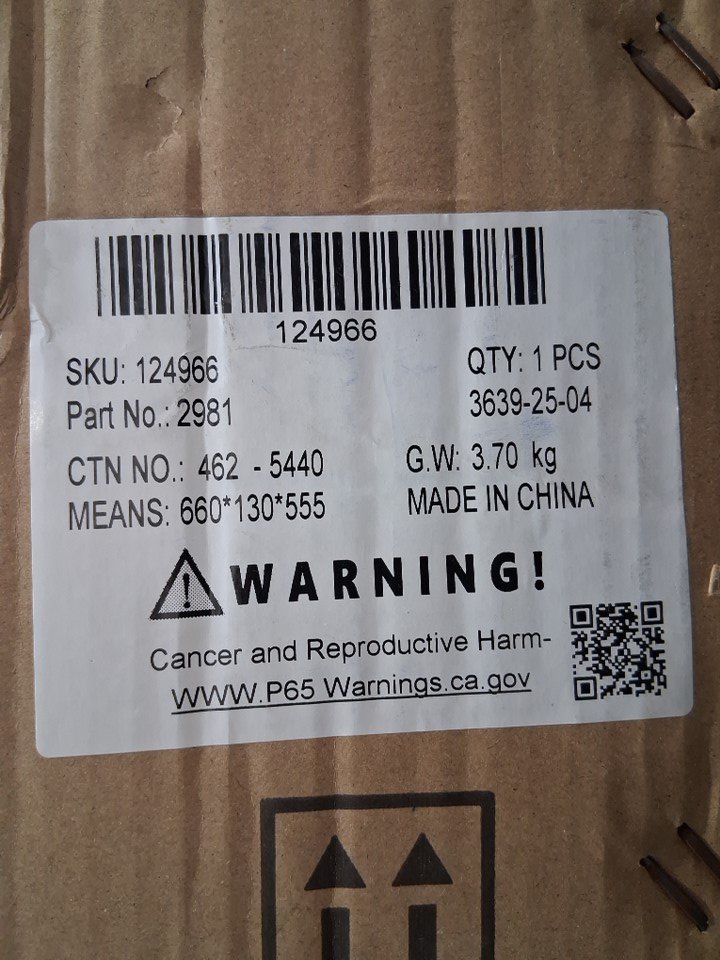 124966
SKU: 124966 QTY: 1 PCS
Part No.: 2981 3639-25-04
CTN NO.: 462 - 5440 G.W: 3.70 kg
MEANS: 660*130*555 MADE IN CHINA
WARNING!
Cancer and Reproductive Harm-
WWW.P65 Warnings.ca.gov